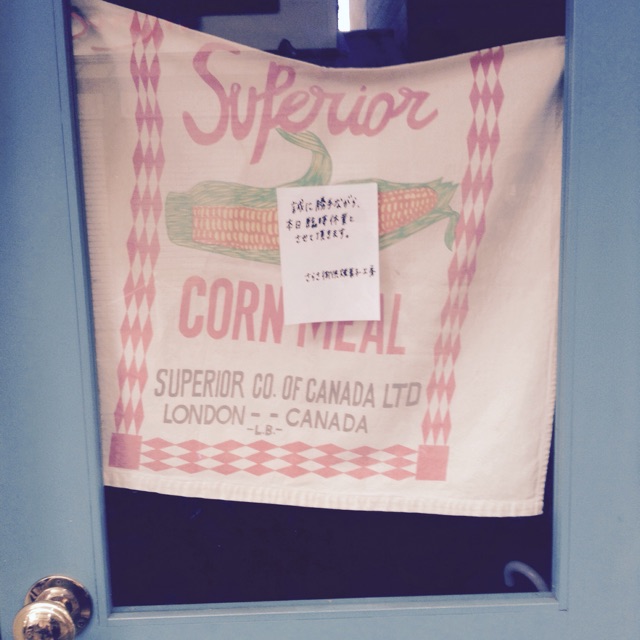 Superior
誠に勝手ながら、
本日臨時休業と
させて頂きます。
CORN MEAL
SUPERIOR CO. OF CANADA LTD
LONDON - - CANADA
-L.B.-